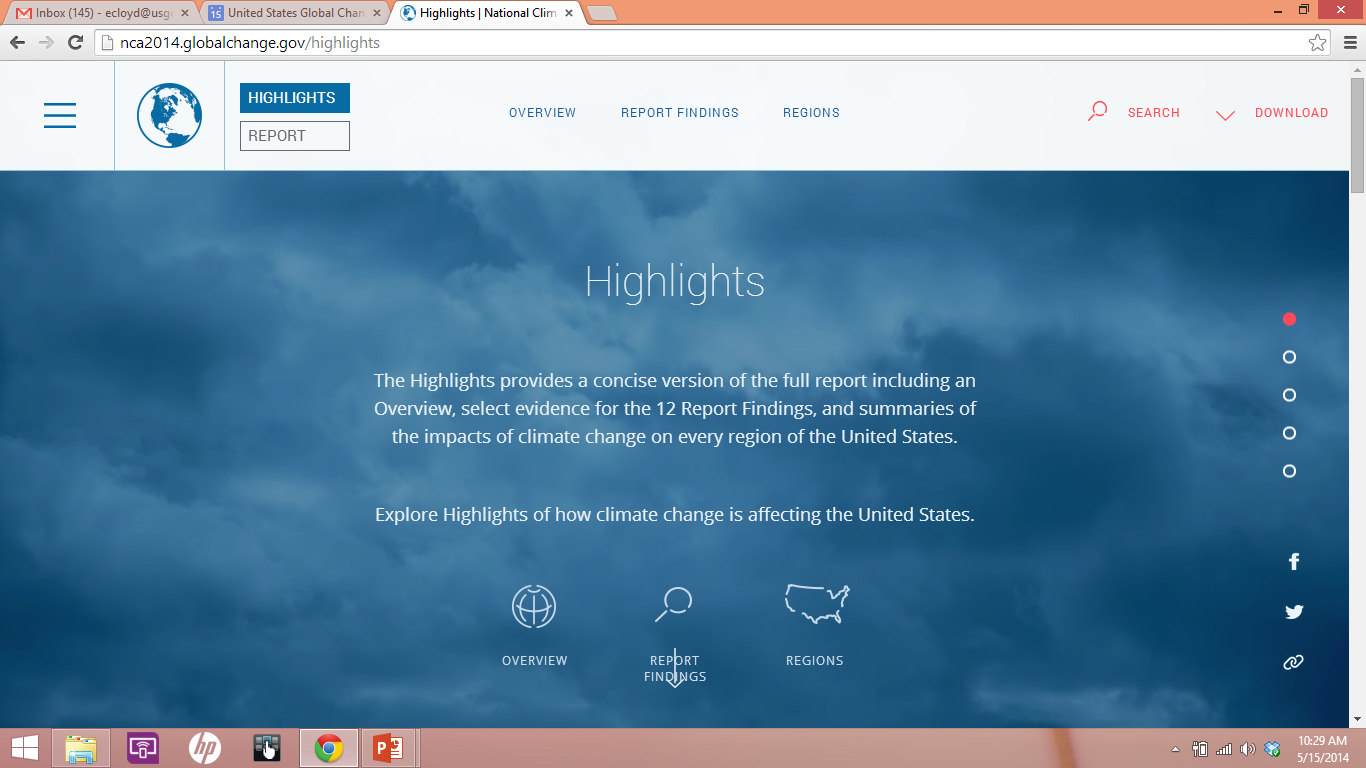 Inbox (145) - ecloyd@usg
15
United States Global Chan
Highlights | National Clim
nca2014.globalchange.gov/highlights
HIGHLIGHTS
REPORT
OVERVIEW
REPORT FINDINGS
REGIONS
SEARCH
DOWNLOAD
Highlights
The Highlights provides a concise version of the full report including an
Overview, select evidence for the 12 Report Findings, and summaries of
the impacts of climate change on every region of the United States.
Explore Highlights of how climate change is affecting the United States.
OVERVIEW
REPORT
FINDINGS
REGIONS
hp
P
10:29 AM
5/15/2014